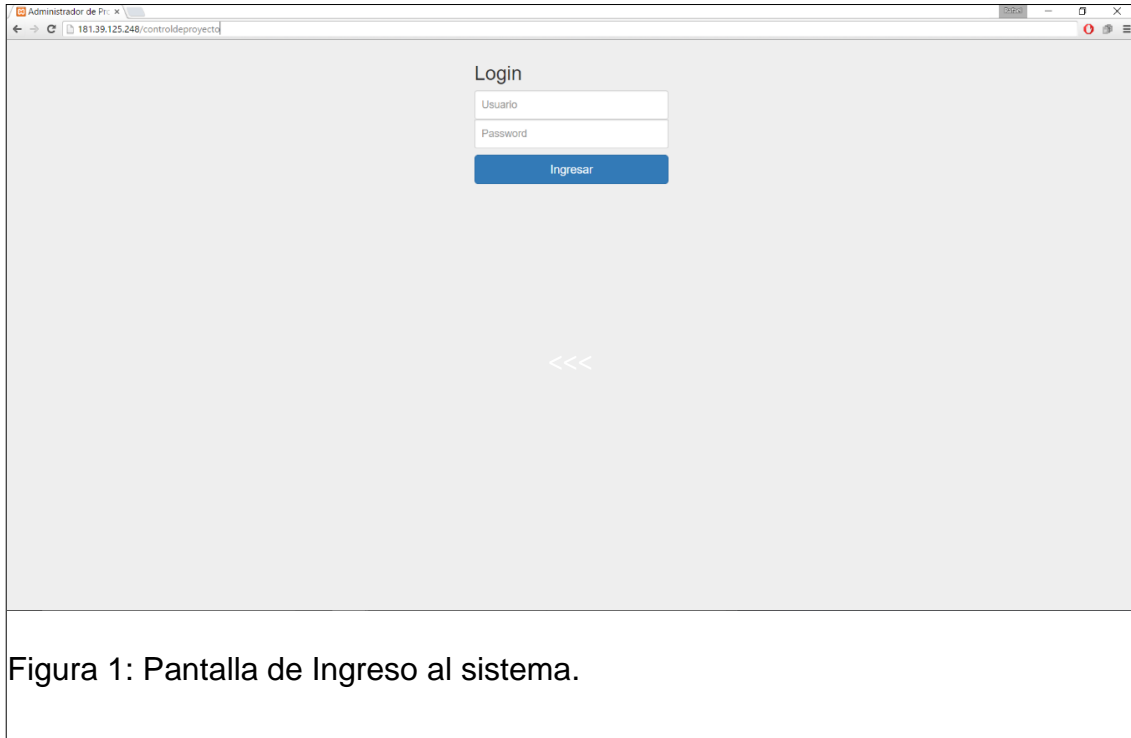 Administrador de Pro
181.39.125.248/controldeproyecto
Login
Usuario
Password
Ingresar
<<<
Figura 1: Pantalla de Ingreso al sistema.